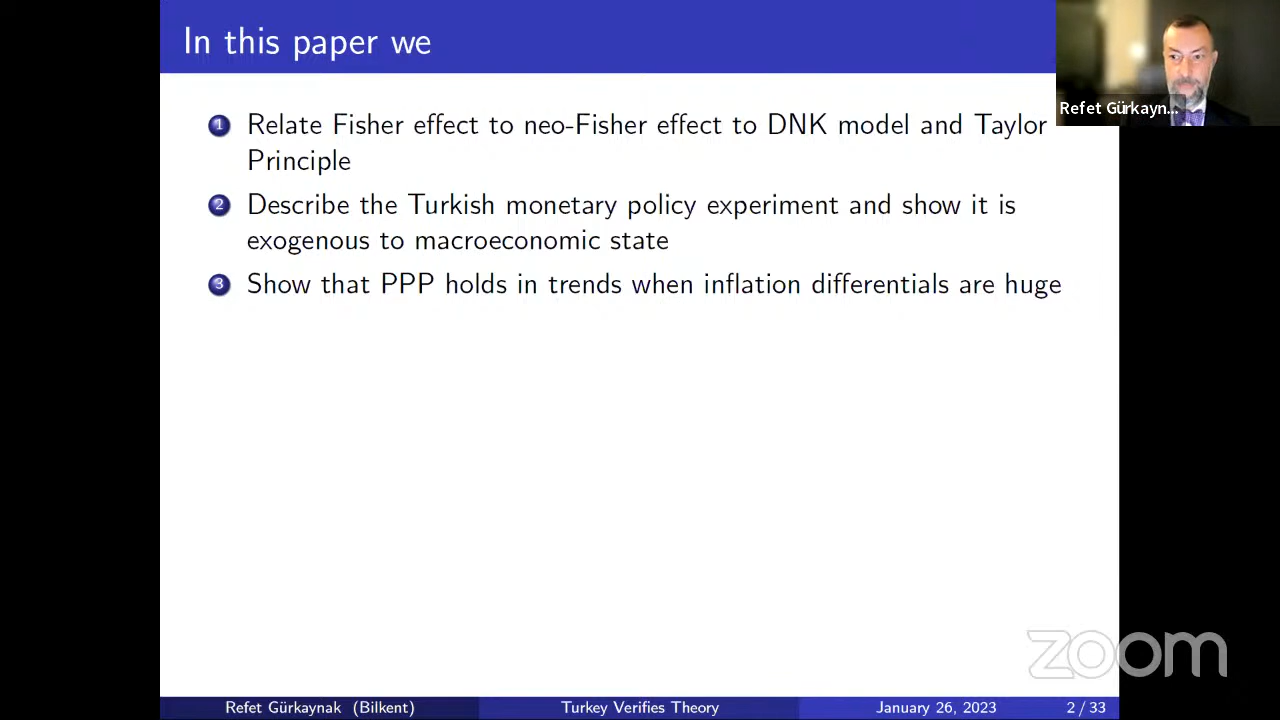 In this paper we
Refet Gürkayn...
1 Relate Fisher effect to neo-Fisher effect to DNK model and Taylor
Principle
2 Describe the Turkish monetary policy experiment and show it is
exogenous to macroeconomic state
3 Show that PPP holds in trends when inflation differentials are huge
zoom
Refet Gürkaynak (Bilkent) Turkey Verifies Theory January 26, 2023 2 / 33